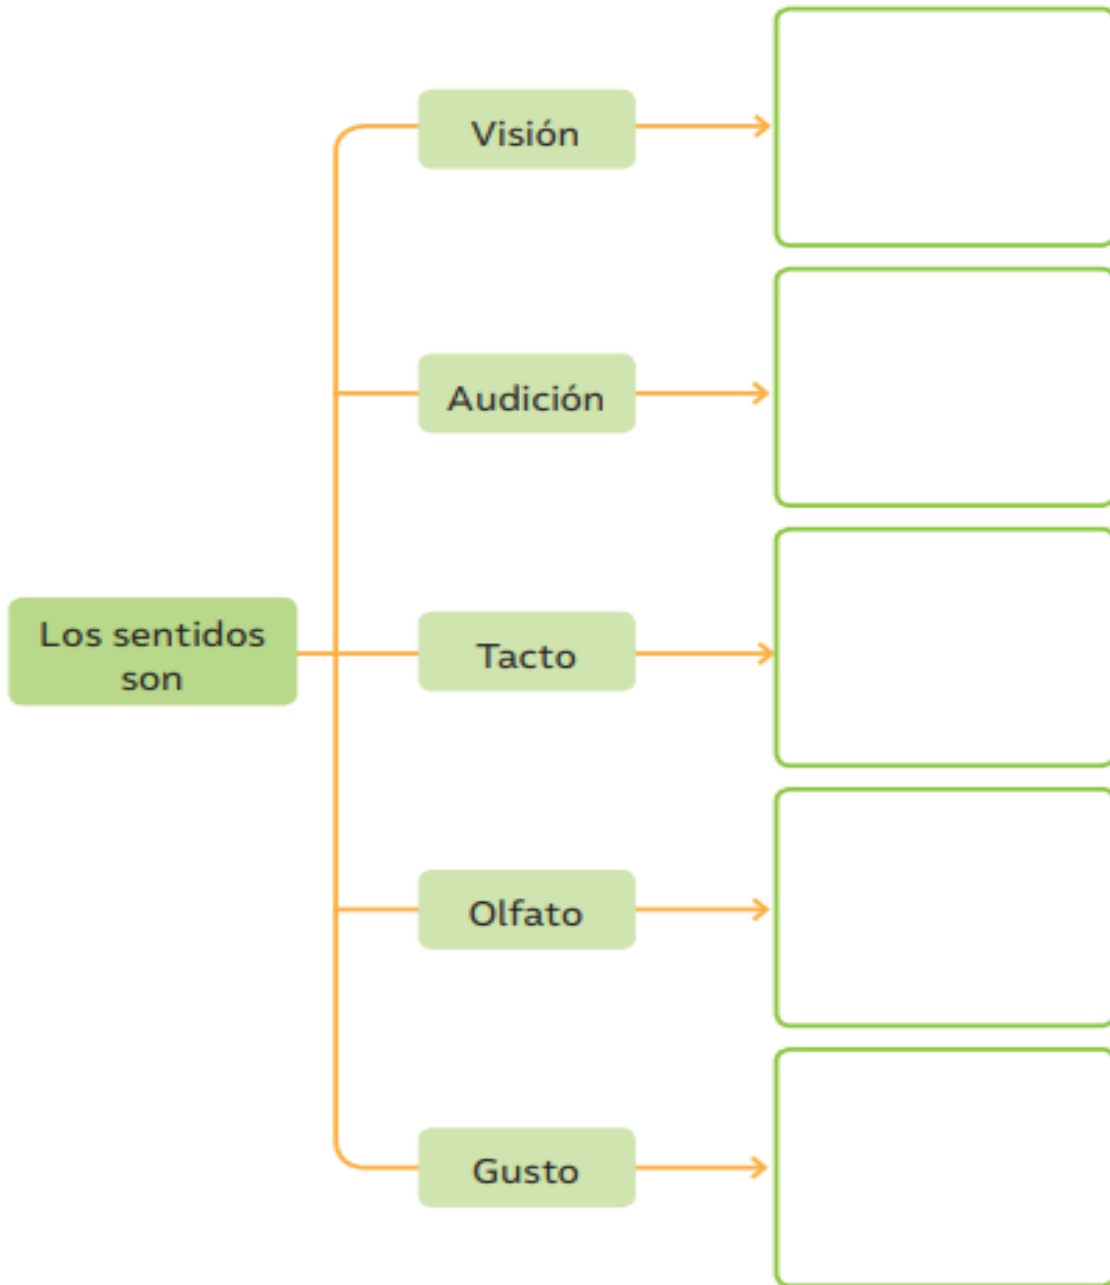 Visión
Audición
Los sentidos
son
Tacto
Olfato
Gusto